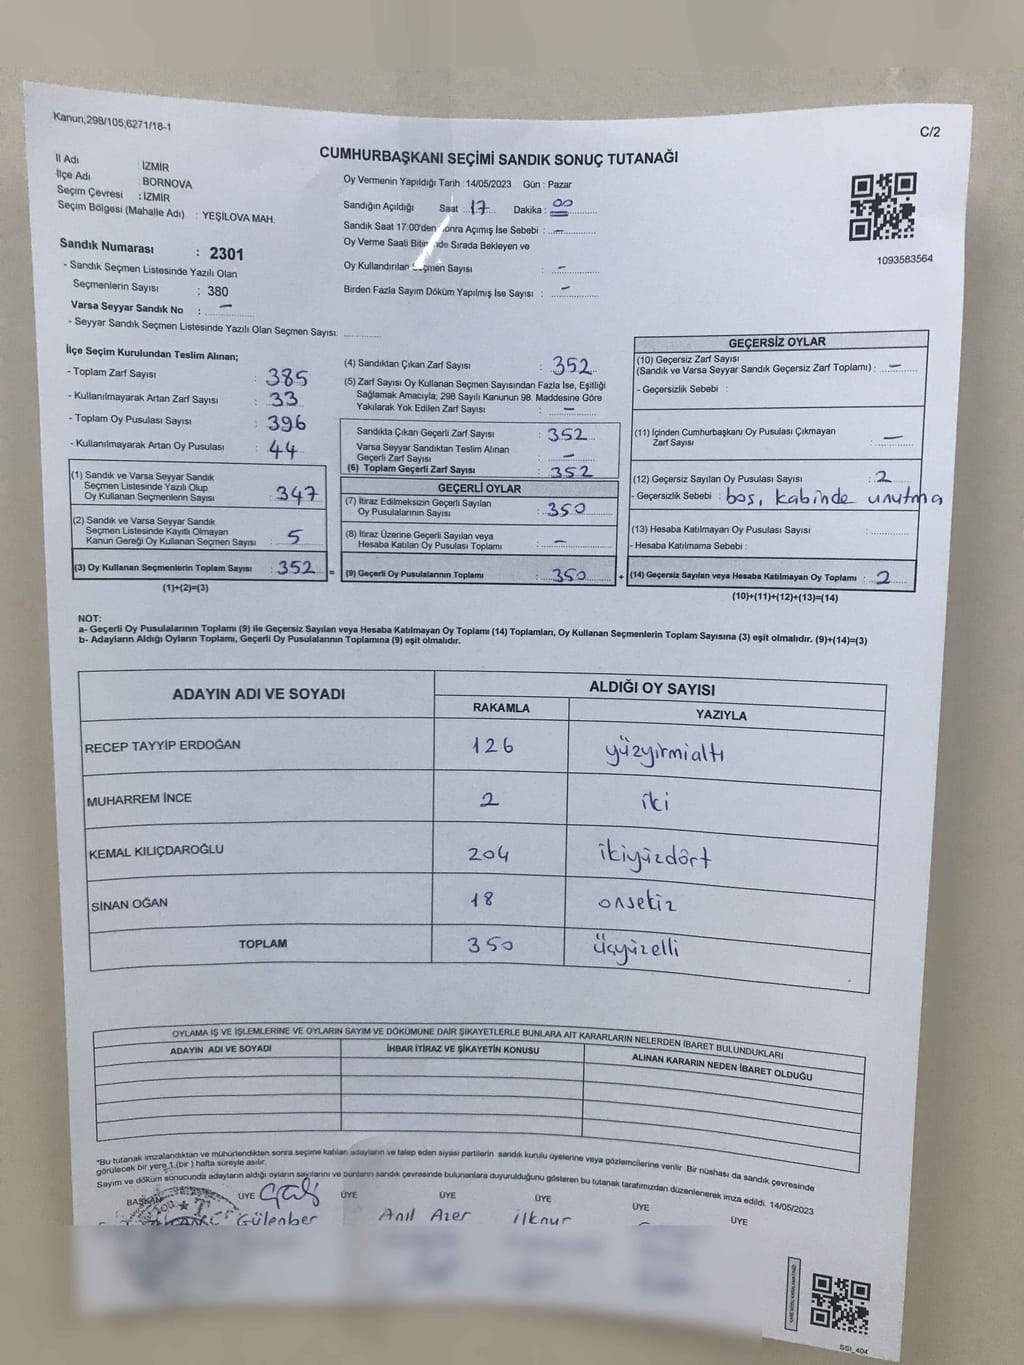 Kanun,298/105,6271/18-1
C/2
CUMHURBAŞKANI SEÇİMİ SANDIK SONUÇ TUTANAĞI
İl Adı : İZMİR
İlçe Adı : BORNOVA
Seçim Çevresi : İZMİR
Seçim Bölgesi (Mahalle Adı) : YEŞİLOVA MAH.
Sandık Numarası : 2301
- Sandık Seçmen Listesinde Yazılı Olan
Seçmenlerin Sayısı : 380
Varsa Seyyar Sandık No : –
- Seyyar Sandık Seçmen Listesinde Yazılı Olan Seçmen Sayısı:
Oy Vermenin Yapıldığı Tarih : 14/05/2023 Gün : Pazar
Sandığın Açıldığı Saat : 17 Dakika : 00
Sandık Saat 17:00'den Sonra Açımış İse Sebebi : –
Oy Verme Saati Bitiminde Sırada Bekleyen ve
Oy Kullandırılan Seçmen Sayısı : –
Birden Fazla Sayım Döküm Yapılmış İse Sayısı : –
1093583564
İlçe Seçim Kurulundan Teslim Alınan;
- Toplam Zarf Sayısı : 385
- Kullanılmayarak Artan Zarf Sayısı : 33
- Toplam Oy Pusulası Sayısı : 396
- Kullanılmayarak Artan Oy Pusulası : 44
(1) Sandık ve Varsa Seyyar Sandık
Seçmen Listesinde Yazılı Olup
Oy Kullanan Seçmenlerin Sayısı : 347
(2) Sandık ve Varsa Seyyar Sandık
Seçmen Listesinde Kayıtlı Olmayan
Kanun Gereği Oy Kullanan Seçmen Sayısı : 5
(3) Oy Kullanan Seçmenlerin Toplam Sayısı : 352
(1)+(2)=(3)
(4) Sandıktan Çıkan Zarf Sayısı : 352
(5) Zarf Sayısı Oy Kullanan Seçmen Sayısından Fazla İse, Eşitliği
Sağlamak Amacıyla; 298 Sayılı Kanunun 98. Maddesine Göre
Yakılarak Yok Edilen Zarf Sayısı : –
Sandıkta Çıkan Geçerli Zarf Sayısı : 352
Varsa Seyyar Sandıktan Teslim Alınan
Geçerli Zarf Sayısı : –
(6) Toplam Geçerli Zarf Sayısı : 352
GEÇERLİ OYLAR
(7) İtiraz Edilmeksizin Geçerli Sayılan
Oy Pusulalarının Sayısı : 350
(8) İtiraz Üzerine Geçerli Sayılan veya
Hesaba Katılan Oy Pusulası Toplamı : –
= (9) Geçerli Oy Pusulalarının Toplamı : 350
GEÇERSİZ OYLAR
(10) Geçersiz Zarf Sayısı
(Sandık ve Varsa Seyyar Sandık Geçersiz Zarf Toplamı) : –
- Geçersizlik Sebebi :
(11) İçinden Cumhurbaşkanı Oy Pusulası Çıkmayan
Zarf Sayısı : –
(12) Geçersiz Sayılan Oy Pusulası Sayısı : 2
- Geçersizlik Sebebi : boş, kabinde unutma
(13) Hesaba Katılmayan Oy Pusulası Sayısı :
- Hesaba Katılmama Sebebi :
+ (14) Geçersiz Sayılan veya Hesaba Katılmayan Oy Toplamı : 2
(10)+(11)+(12)+(13)=(14)
NOT:
a- Geçerli Oy Pusulalarının Toplamı (9) ile Geçersiz Sayılan veya Hesaba Katılmayan Oy Toplamı (14) Toplamları, Oy Kullanan Seçmenlerin Toplam Sayısına (3) eşit olmalıdır. (9)+(14)=(3)
b- Adayların Aldığı Oyların Toplamı, Geçerli Oy Pusulalarının Toplamına (9) eşit olmalıdır.
ADAYIN ADI VE SOYADI
ALDIĞI OY SAYISI
RAKAMLA YAZIYLA
RECEP TAYYİP ERDOĞAN 126 yüzyirmialtı
MUHARREM İNCE 2 iki
KEMAL KILIÇDAROĞLU 204 ikiyüzdört
SİNAN OĞAN 18 onsekiz
TOPLAM 350 üçyüzelli
OYLAMA İŞ VE İŞLEMLERİNE VE OYLARIN SAYIM VE DÖKÜMÜNE DAİR ŞİKAYETLERLE BUNLARA AİT KARARLARIN NELERDEN İBARET BULUNDUKLARI
ADAYIN ADI VE SOYADI İHBAR İTİRAZ VE ŞİKAYETİN KONUSU ALINAN KARARIN NEDEN İBARET OLDUĞU
*Bu tutanak imzalandıktan ve mühürlendikten sonra seçime katılan adayların ve talep eden siyasi partilerin sandık kurulu üyelerine veya gözlemcilerine verilir. Bir nüshası da sandık çevresinde
görülecek bir yere 1 (bir) hafta süreyle asılır.
Sayım ve döküm sonucunda adayların aldığı oyların sayılarını ve bunların sandık çevresinde bulunanlara duyurulduğunu gösteren bu tutanak tarafımızdan düzenlenerek imza edildi. 14/05/2023
BAŞKAN ÜYE ÜYE ÜYE ÜYE ÜYE ÜYE
Gülenber Anıl Azer İlknur
SSI_404